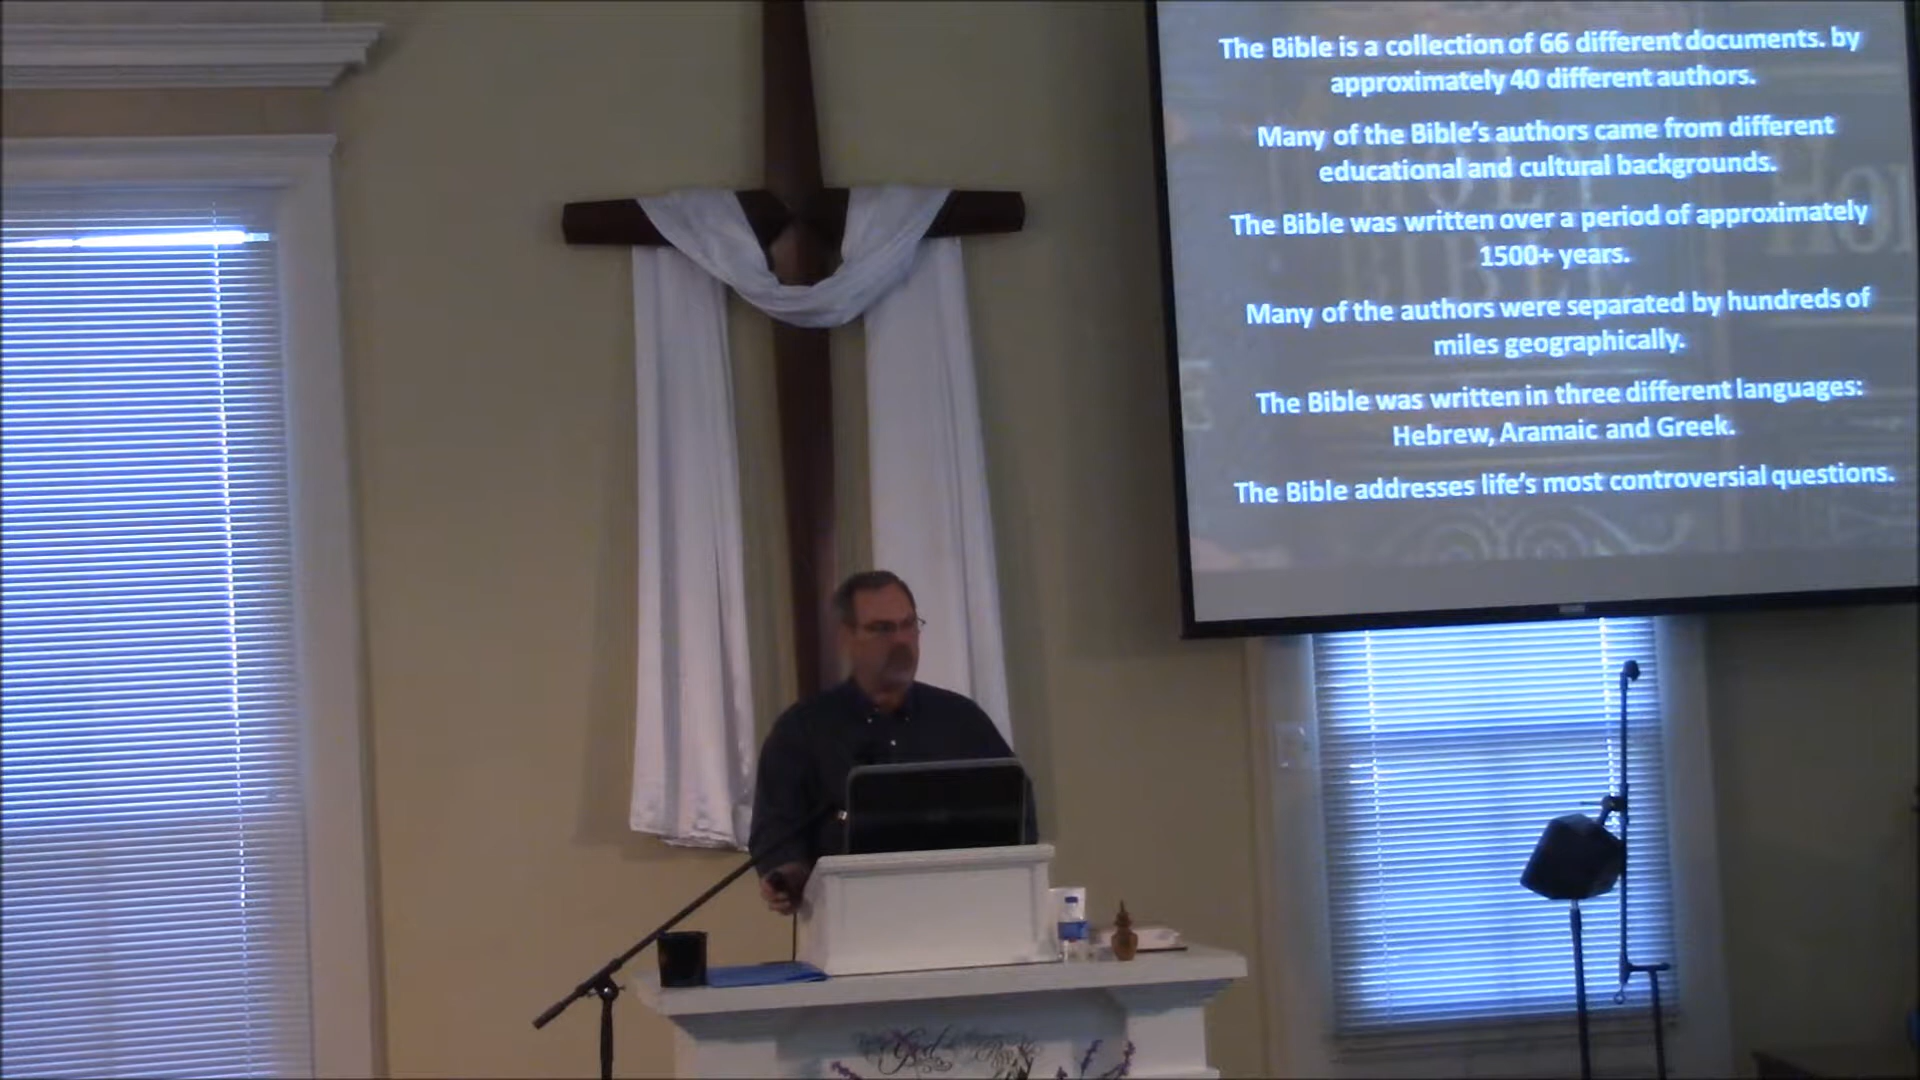 The Bible is a collection of 66 different documents. by
approximately 40 different authors.
Many of the Bible's authors came from different
educational and cultural backgrounds.
The Bible was written over a period of approximately
1500+ years.
Many of the authors were separated by hundreds of
miles geographically.
The Bible was written in three different languages:
Hebrew, Aramaic and Greek.
The Bible addresses life's most controversial questions.
God